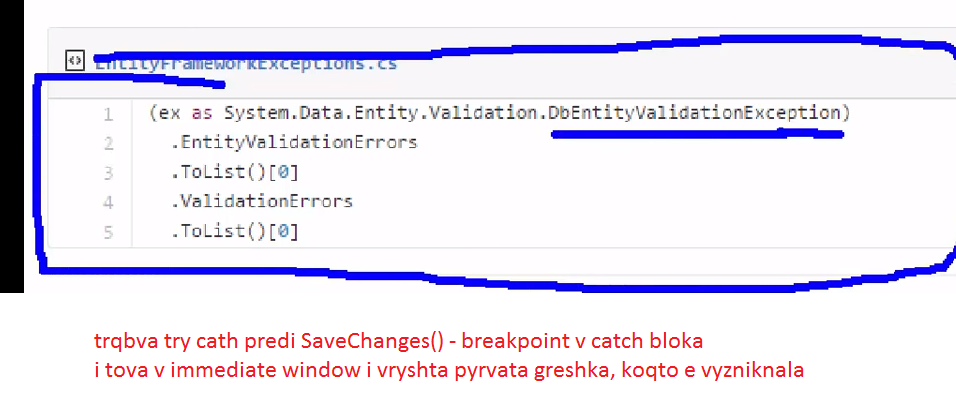 EntityFrameworkExceptions.cs
1 (ex as System.Data.Entity.Validation.DbEntityValidationException)
2 .EntityValidationErrors
3 .ToList()[0]
4 .ValidationErrors
5 .ToList()[0]
trqbva try cath predi SaveChanges() - breakpoint v catch bloka
i tova v immediate window i vryshta pyrvata greshka, koqto e vyzniknala